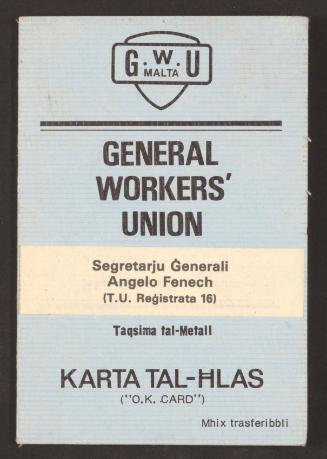 G.W.U
MALTA
GENERAL
WORKERS'
UNION
Segretarju Ġenerali
Angelo Fenech
(T.U. Reġistrata 16)
Taqsima tal-Metall
KARTA TAL-ĦLAS
("O.K. CARD")
Mhix trasferibbli